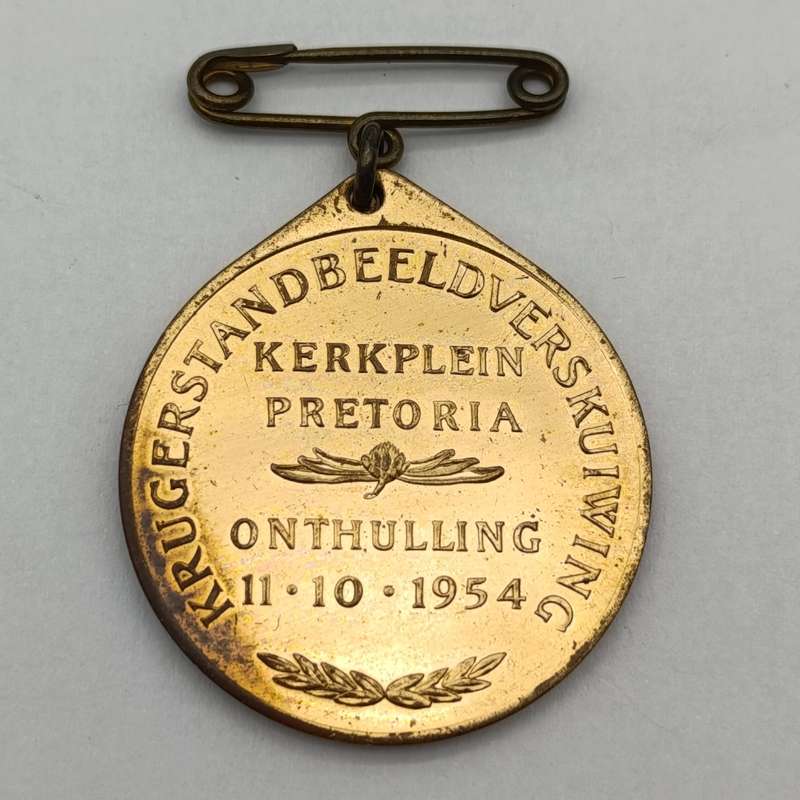 KRUGERSTANDBEELDVERSKUIWING
KERKPLEIN
PRETORIA
ONTHULLING
11·10·1954